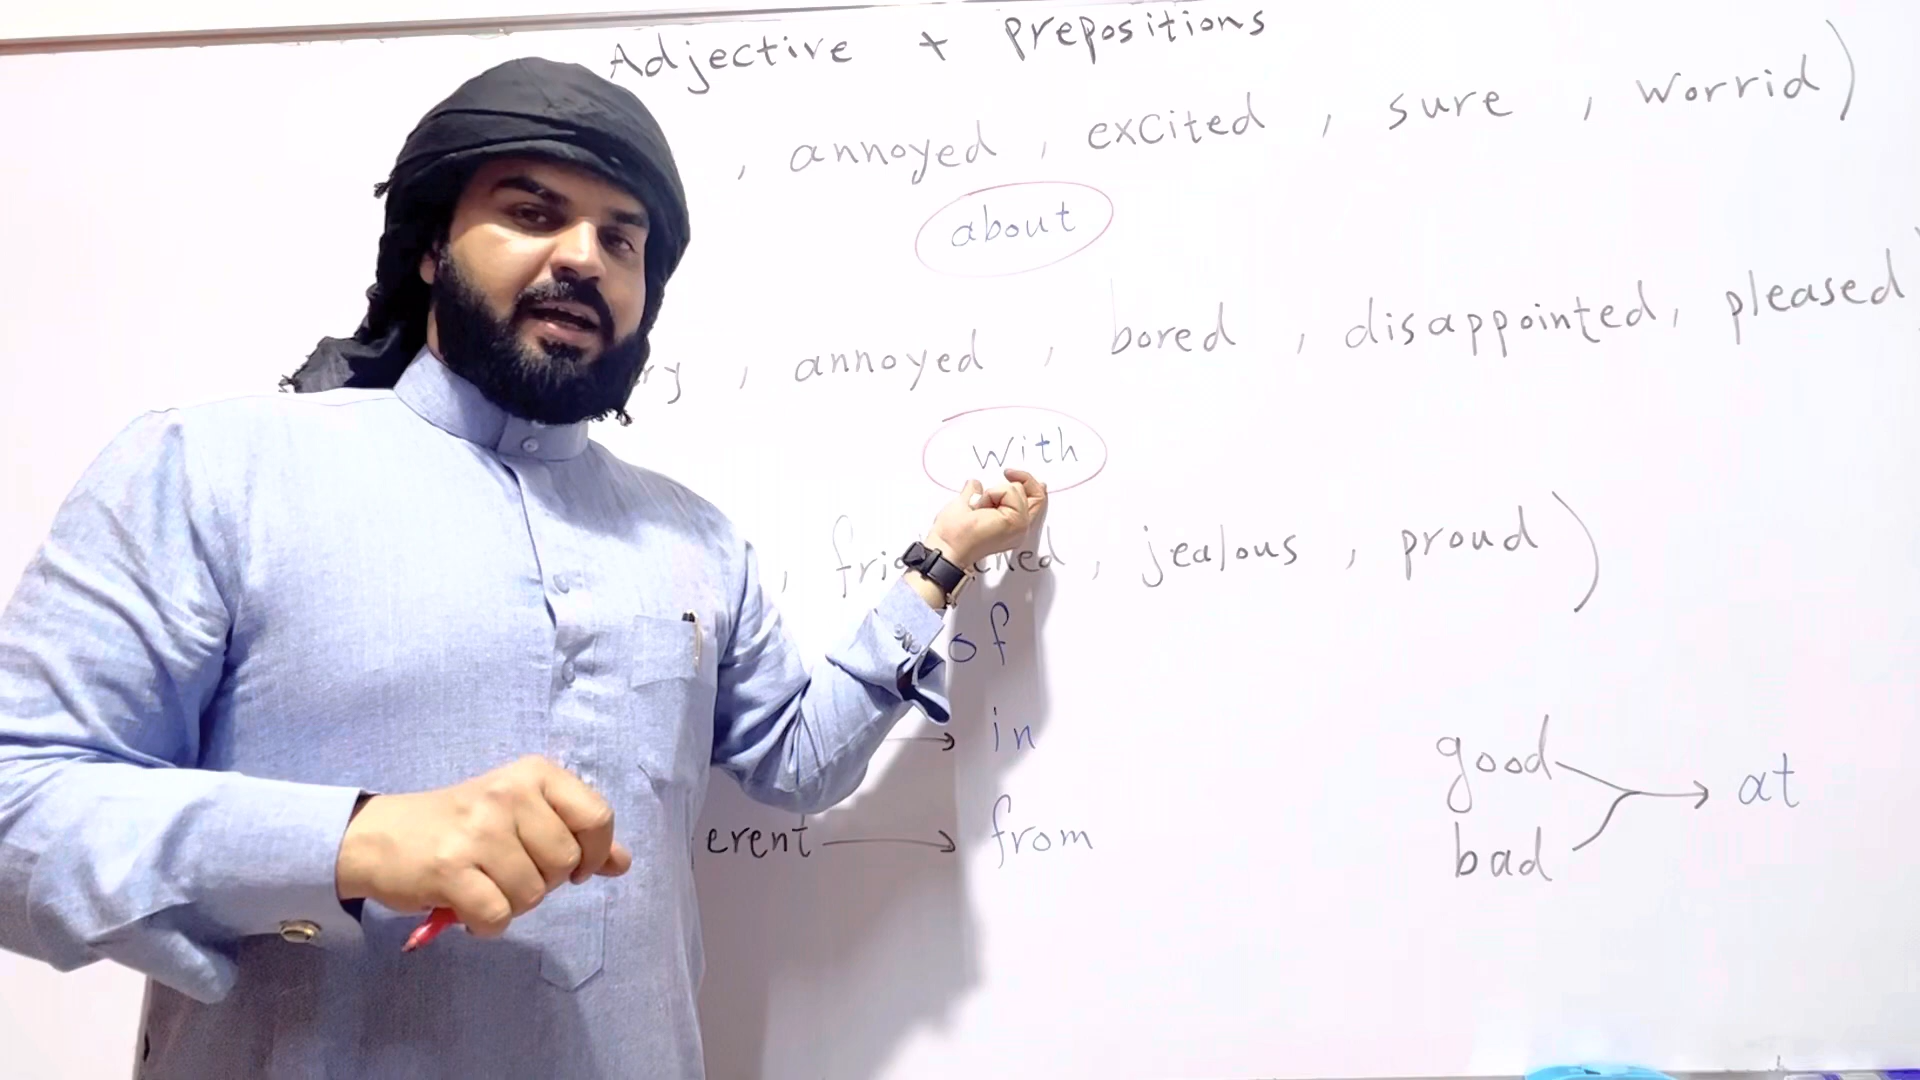 Adjective + prepositions
, annoyed , excited , sure , worrid)
about
ry , annoyed , bored , disappointed, pleased)
with
, jealous , proud)
of
in
good
bad
at
erent from